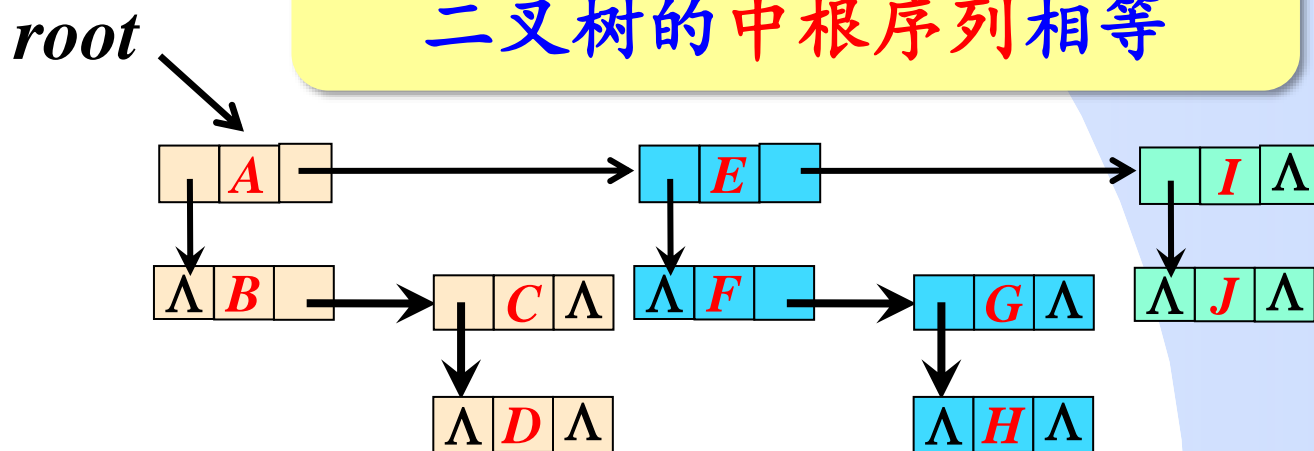 二叉树的中根序列相等
root
A E I Λ
Λ B Λ F Λ J Λ
C Λ G Λ
Λ D Λ Λ H Λ